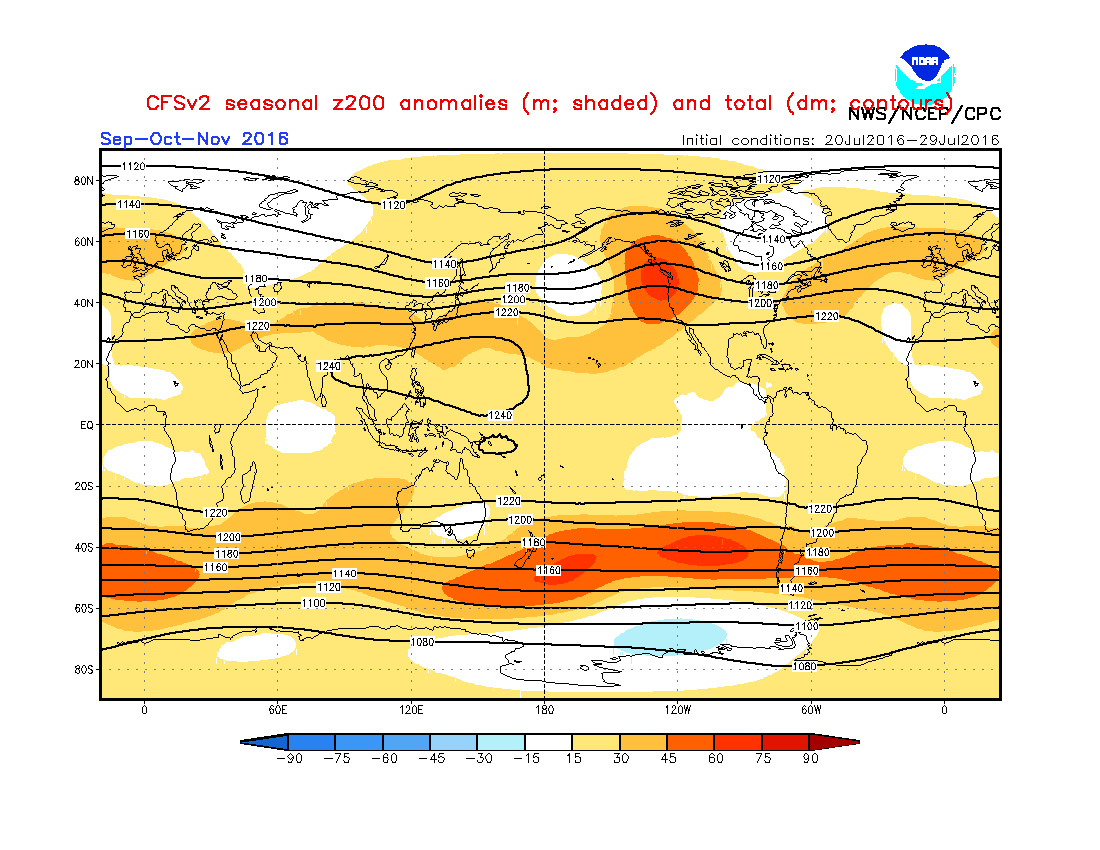 NOAA
CFSv2 seasonal z200 anomalies (m; shaded) and total (dm; contours)
NWS/NCEP/CPC
Sep-Oct-Nov 2016
Initial conditions: 20Jul2016-29Jul2016
1120
1120
80N
1140
1120
1160
60N
1140
1140
1160
1180
1160
1180
1180
40N
1200
1200
1200
1220
1220
1220
20N
1240
1240
EQ
20S
1220
1220
1220
1200
1200
1200
1180
40S
1180
1180
1160
1160
1160
1140
1120
1140
1100
1120
60S
1100
1080
1080
80S
0 60E 120E 180 120W 60W 0
-90 -75 -60 -45 -30 -15 15 30 45 60 75 90